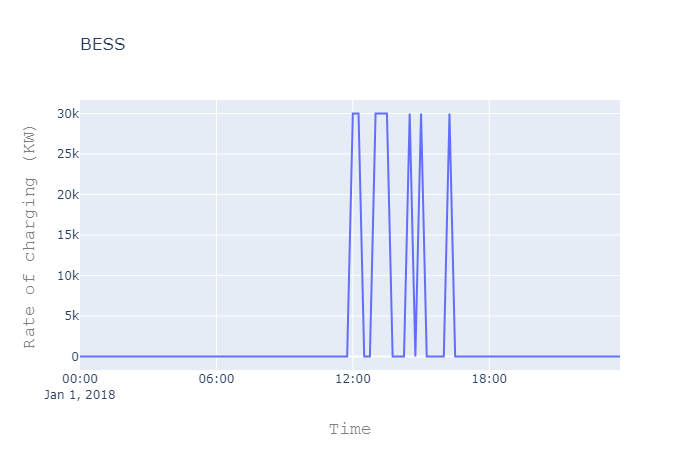 BESS
30k
25k
20k
15k
10k
5k
0
Rate of charging (KW)
00:00 06:00 12:00 18:00
Jan 1, 2018
Time